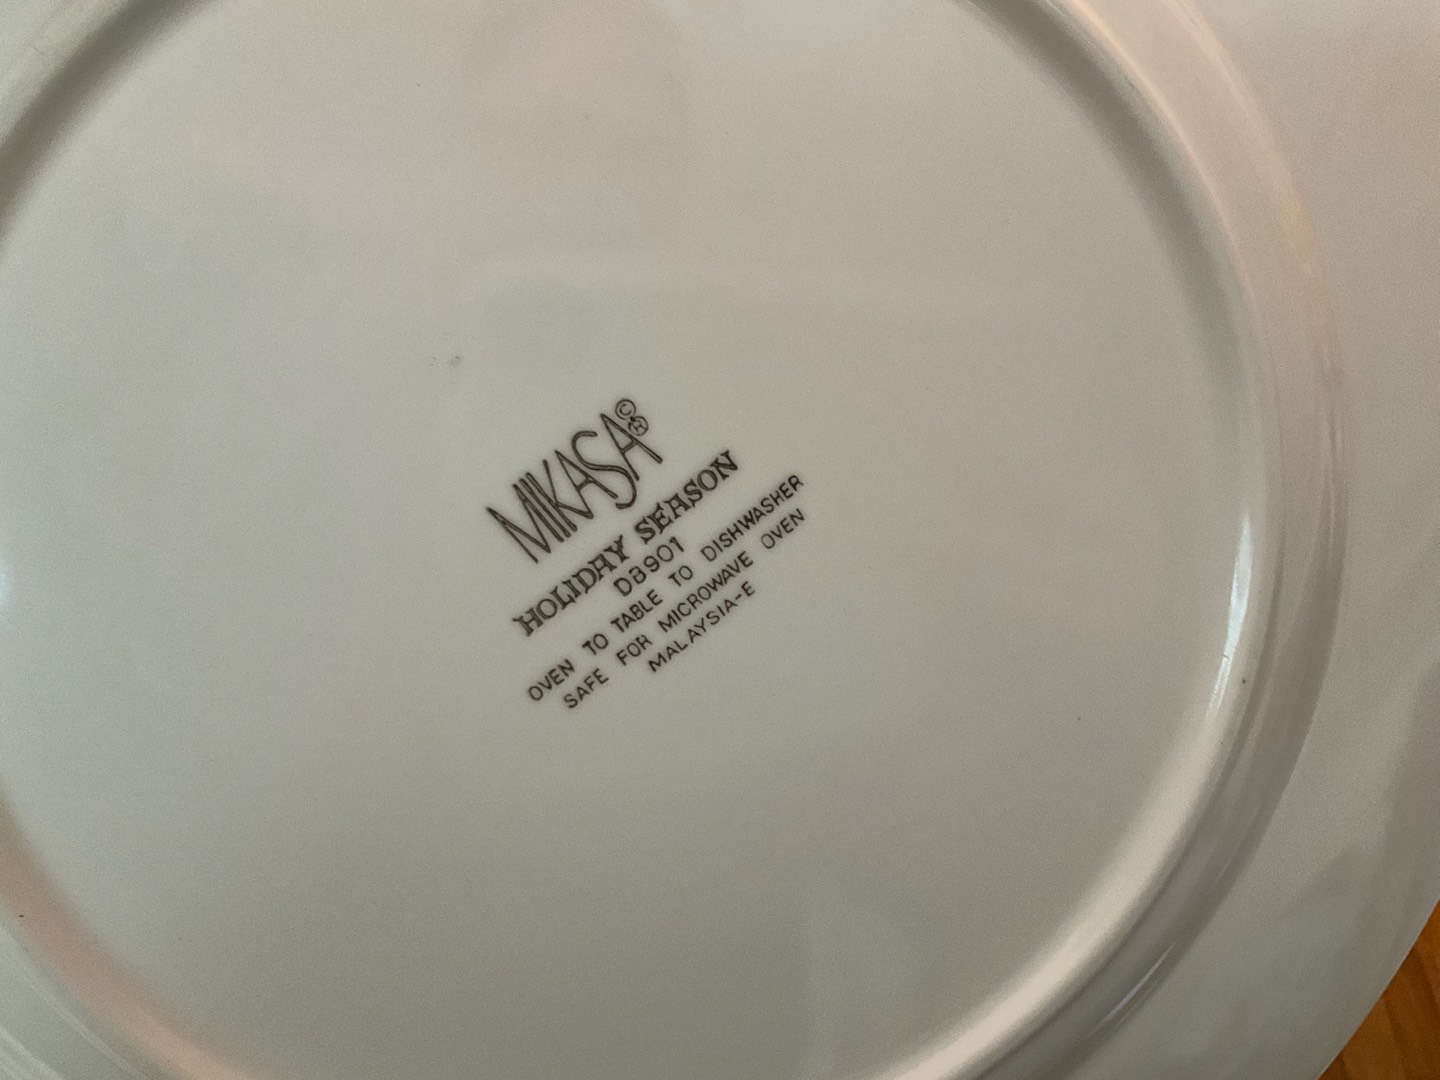 MIKASA©®
HOLIDAY SEASON
DB901
OVEN TO TABLE TO DISHWASHER
SAFE FOR MICROWAVE OVEN
MALAYSIA-E